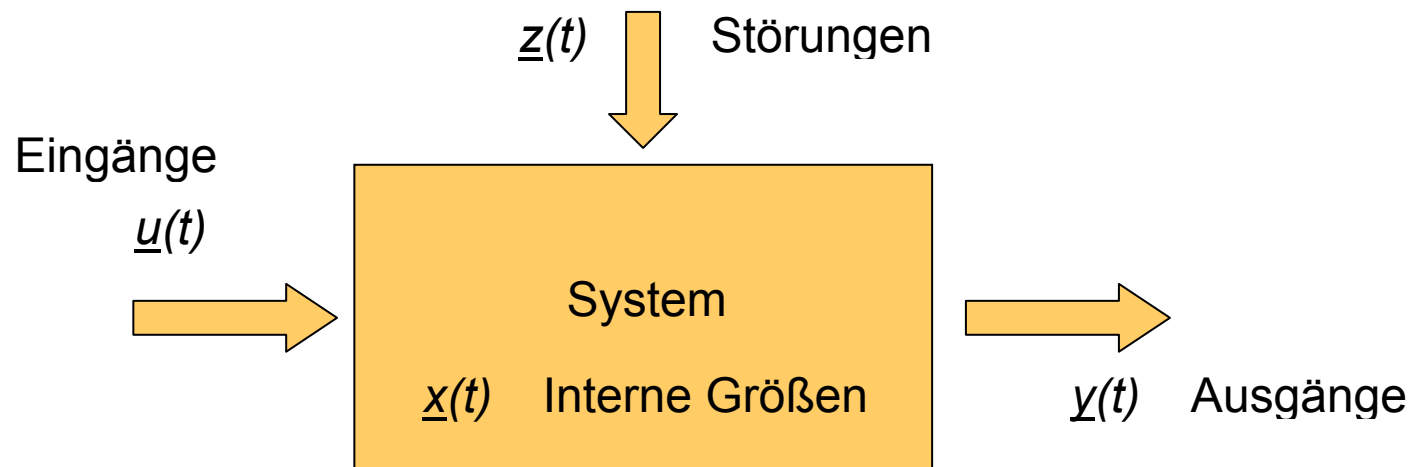 z(t) Störungen
Eingänge
u(t)
System
x(t) Interne Größen
y(t) Ausgänge